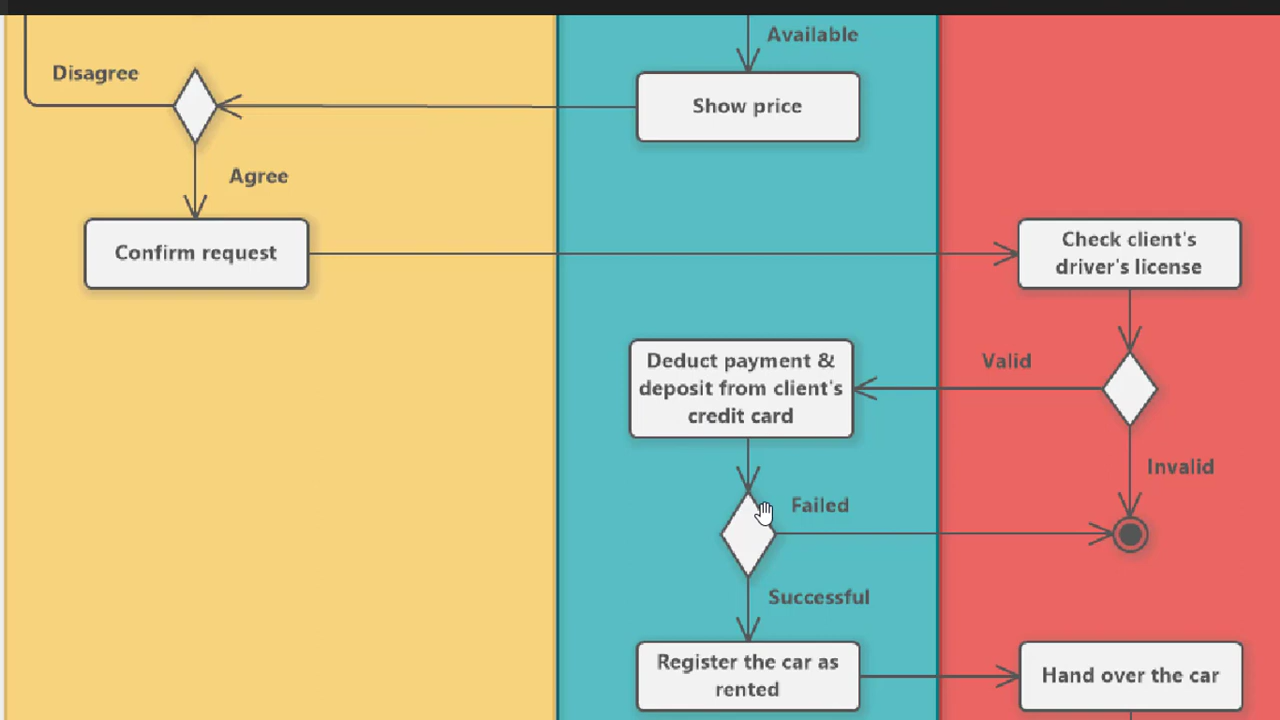 Available
Disagree
Show price
Agree
Confirm request
Check client's
driver's license
Deduct payment &
deposit from client's
credit card
Valid
Invalid
Failed
Successful
Register the car as
rented
Hand over the car